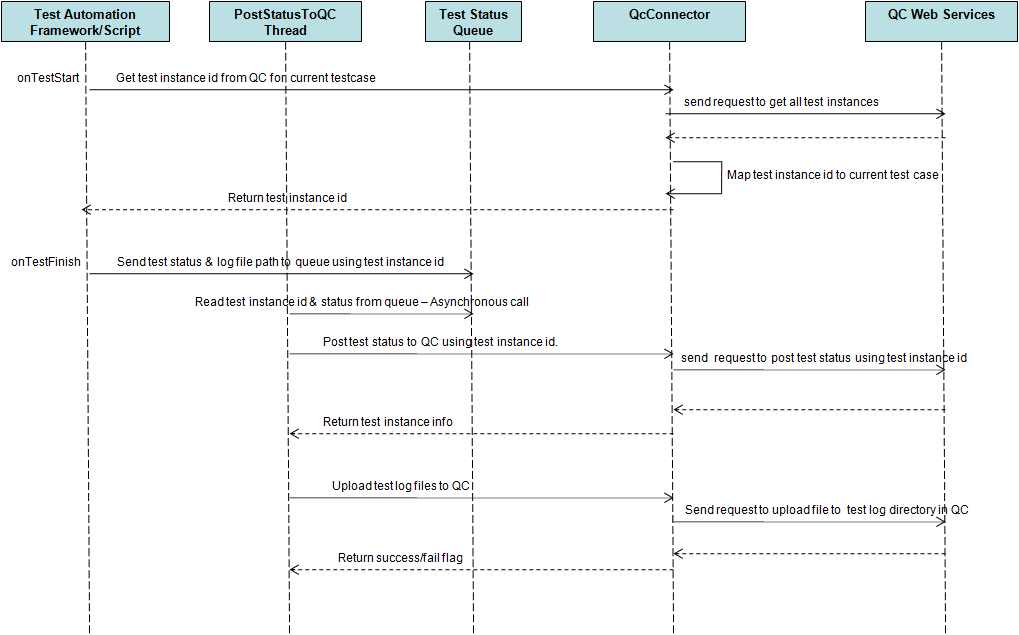 Test Automation
Framework/Script
PostStatusToQC
Thread
Test Status
Queue
QcConnector
QC Web Services
onTestStart
Get test instance id from QC for current testcase
send request to get all test instances
Map test instance id to current test case
Return test instance id
onTestFinish
Send test status & log file path to queue using test instance id
Read test instance id & status from queue – Asynchronous call
Post test status to QC using test instance id.
send request to post test status using test instance id
Return test instance info
Upload test log files to QC
Send request to upload file to test log directory in QC
Return success/fail flag